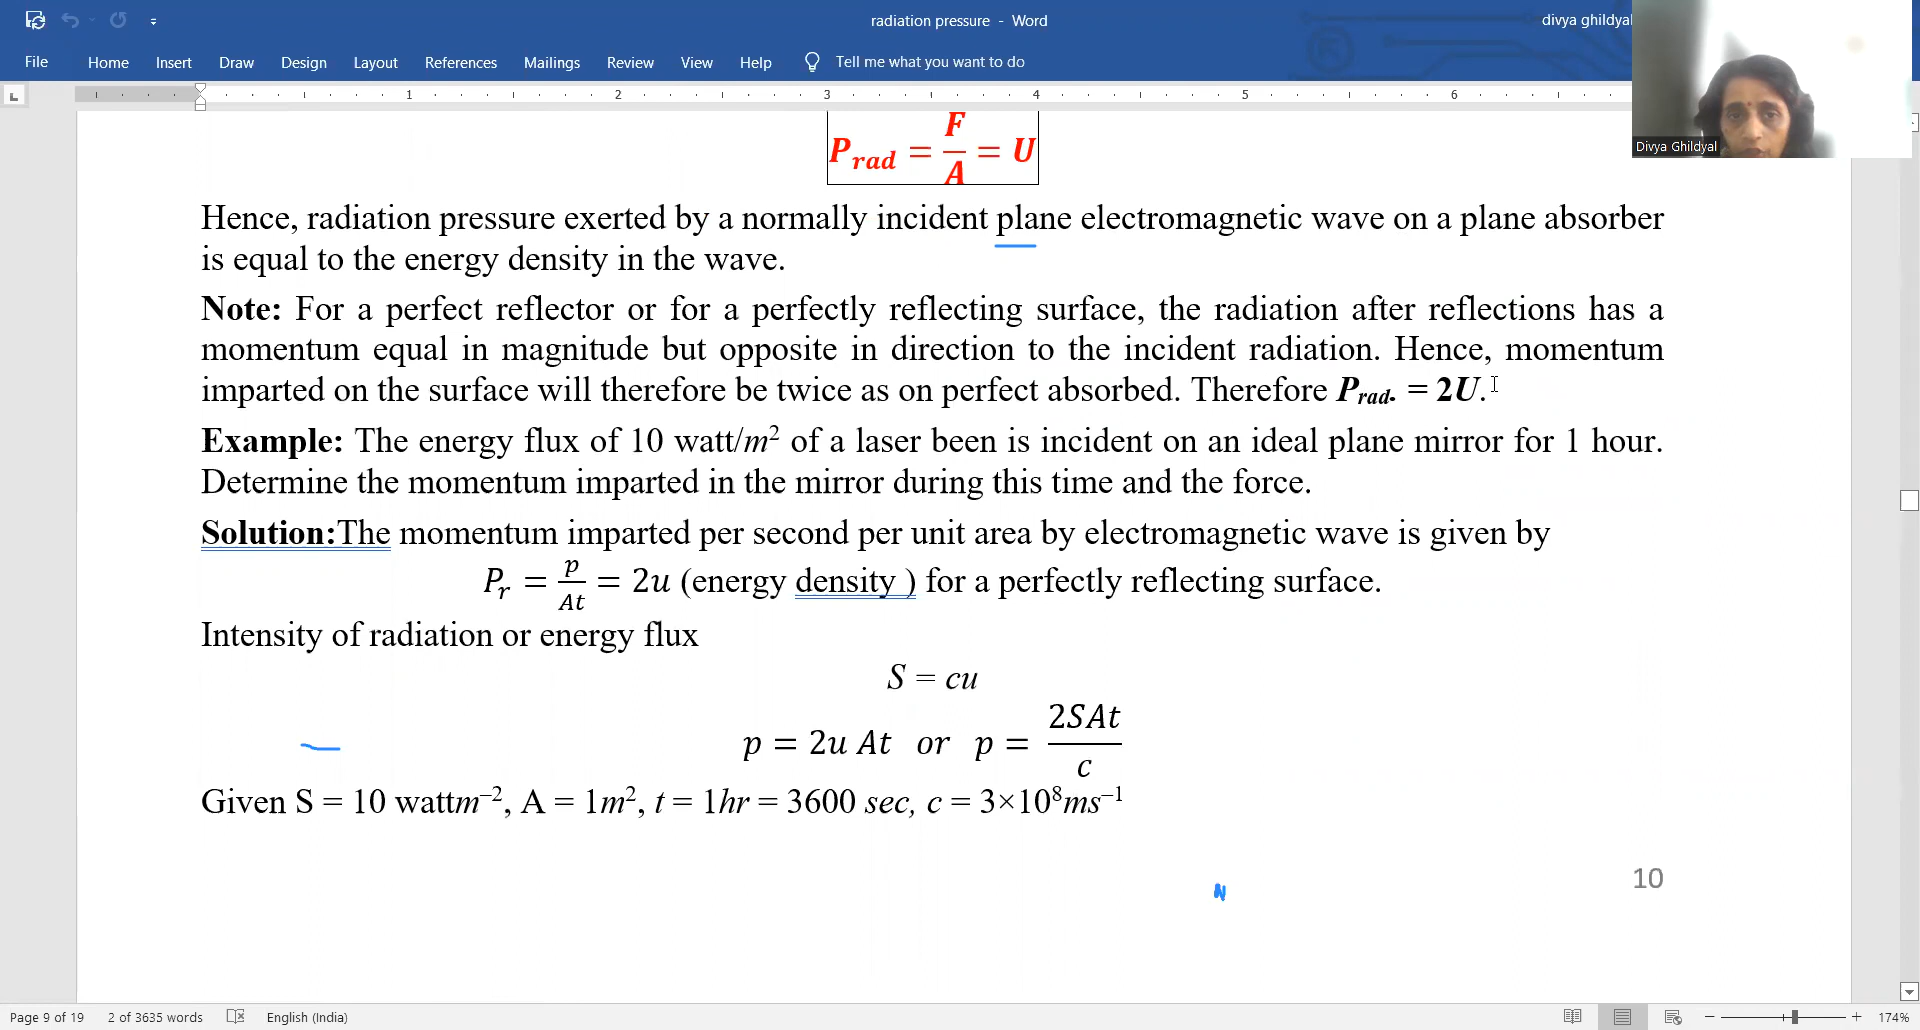 radiation pressure - Word
divya ghildyal
File Home Insert Draw Design Layout References Mailings Review View Help Tell me what you want to do
1 2 3 4 5 6
Divya Ghildyal
P_rad = F/A = U
Hence, radiation pressure exerted by a normally incident plane electromagnetic wave on a plane absorber
is equal to the energy density in the wave.
Note: For a perfect reflector or for a perfectly reflecting surface, the radiation after reflections has a
momentum equal in magnitude but opposite in direction to the incident radiation. Hence, momentum
imparted on the surface will therefore be twice as on perfect absorbed. Therefore P_rad. = 2U.
Example: The energy flux of 10 watt/m² of a laser been is incident on an ideal plane mirror for 1 hour.
Determine the momentum imparted in the mirror during this time and the force.
Solution:The momentum imparted per second per unit area by electromagnetic wave is given by
P_r = p/At = 2u (energy density ) for a perfectly reflecting surface.
Intensity of radiation or energy flux
S = cu
p = 2u At or p = 2SAt/c
Given S = 10 wattm⁻², A = 1m², t = 1hr = 3600 sec, c = 3×10⁸ms⁻¹
10
Page 9 of 19 2 of 3635 words English (India) 174%